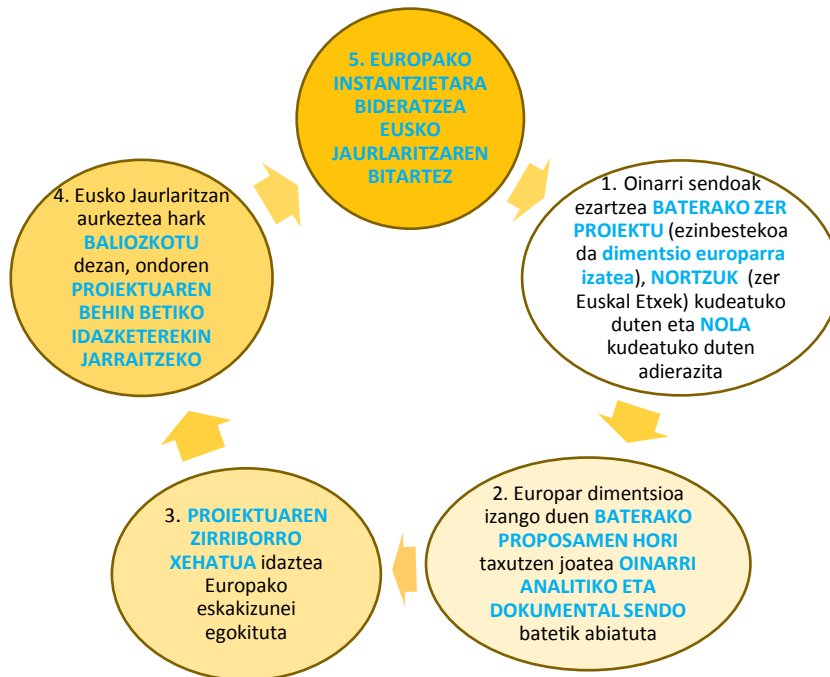 5. EUROPAKO
INSTANTZIETARA
BIDERATZEA
EUSKO
JAURLARITZAREN
BITARTEZ
1. Oinarri sendoak
ezartzea BATERAKO ZER
PROIEKTU (ezinbestekoa
da dimentsio europarra
izatea), NORTZUK (zer
Euskal Etxek) kudeatuko
duten eta NOLA
kudeatuko duten
adierazita
2. Europar dimentsioa
izango duen BATERAKO
PROPOSAMEN HORI
taxutzen joatea OINARRI
ANALITIKO ETA
DOKUMENTAL SENDO
batetik abiatuta
3. PROIEKTUAREN
ZIRRIBORRO
XEHATUA idaztea
Europako
eskakizunei
egokituta
4. Eusko Jaurlaritzan
aurkeztea hark
BALIOZKOTU
dezan, ondoren
PROIEKTUAREN
BEHIN BETIKO
IDAZKETEREKIN
JARRAITZEKO